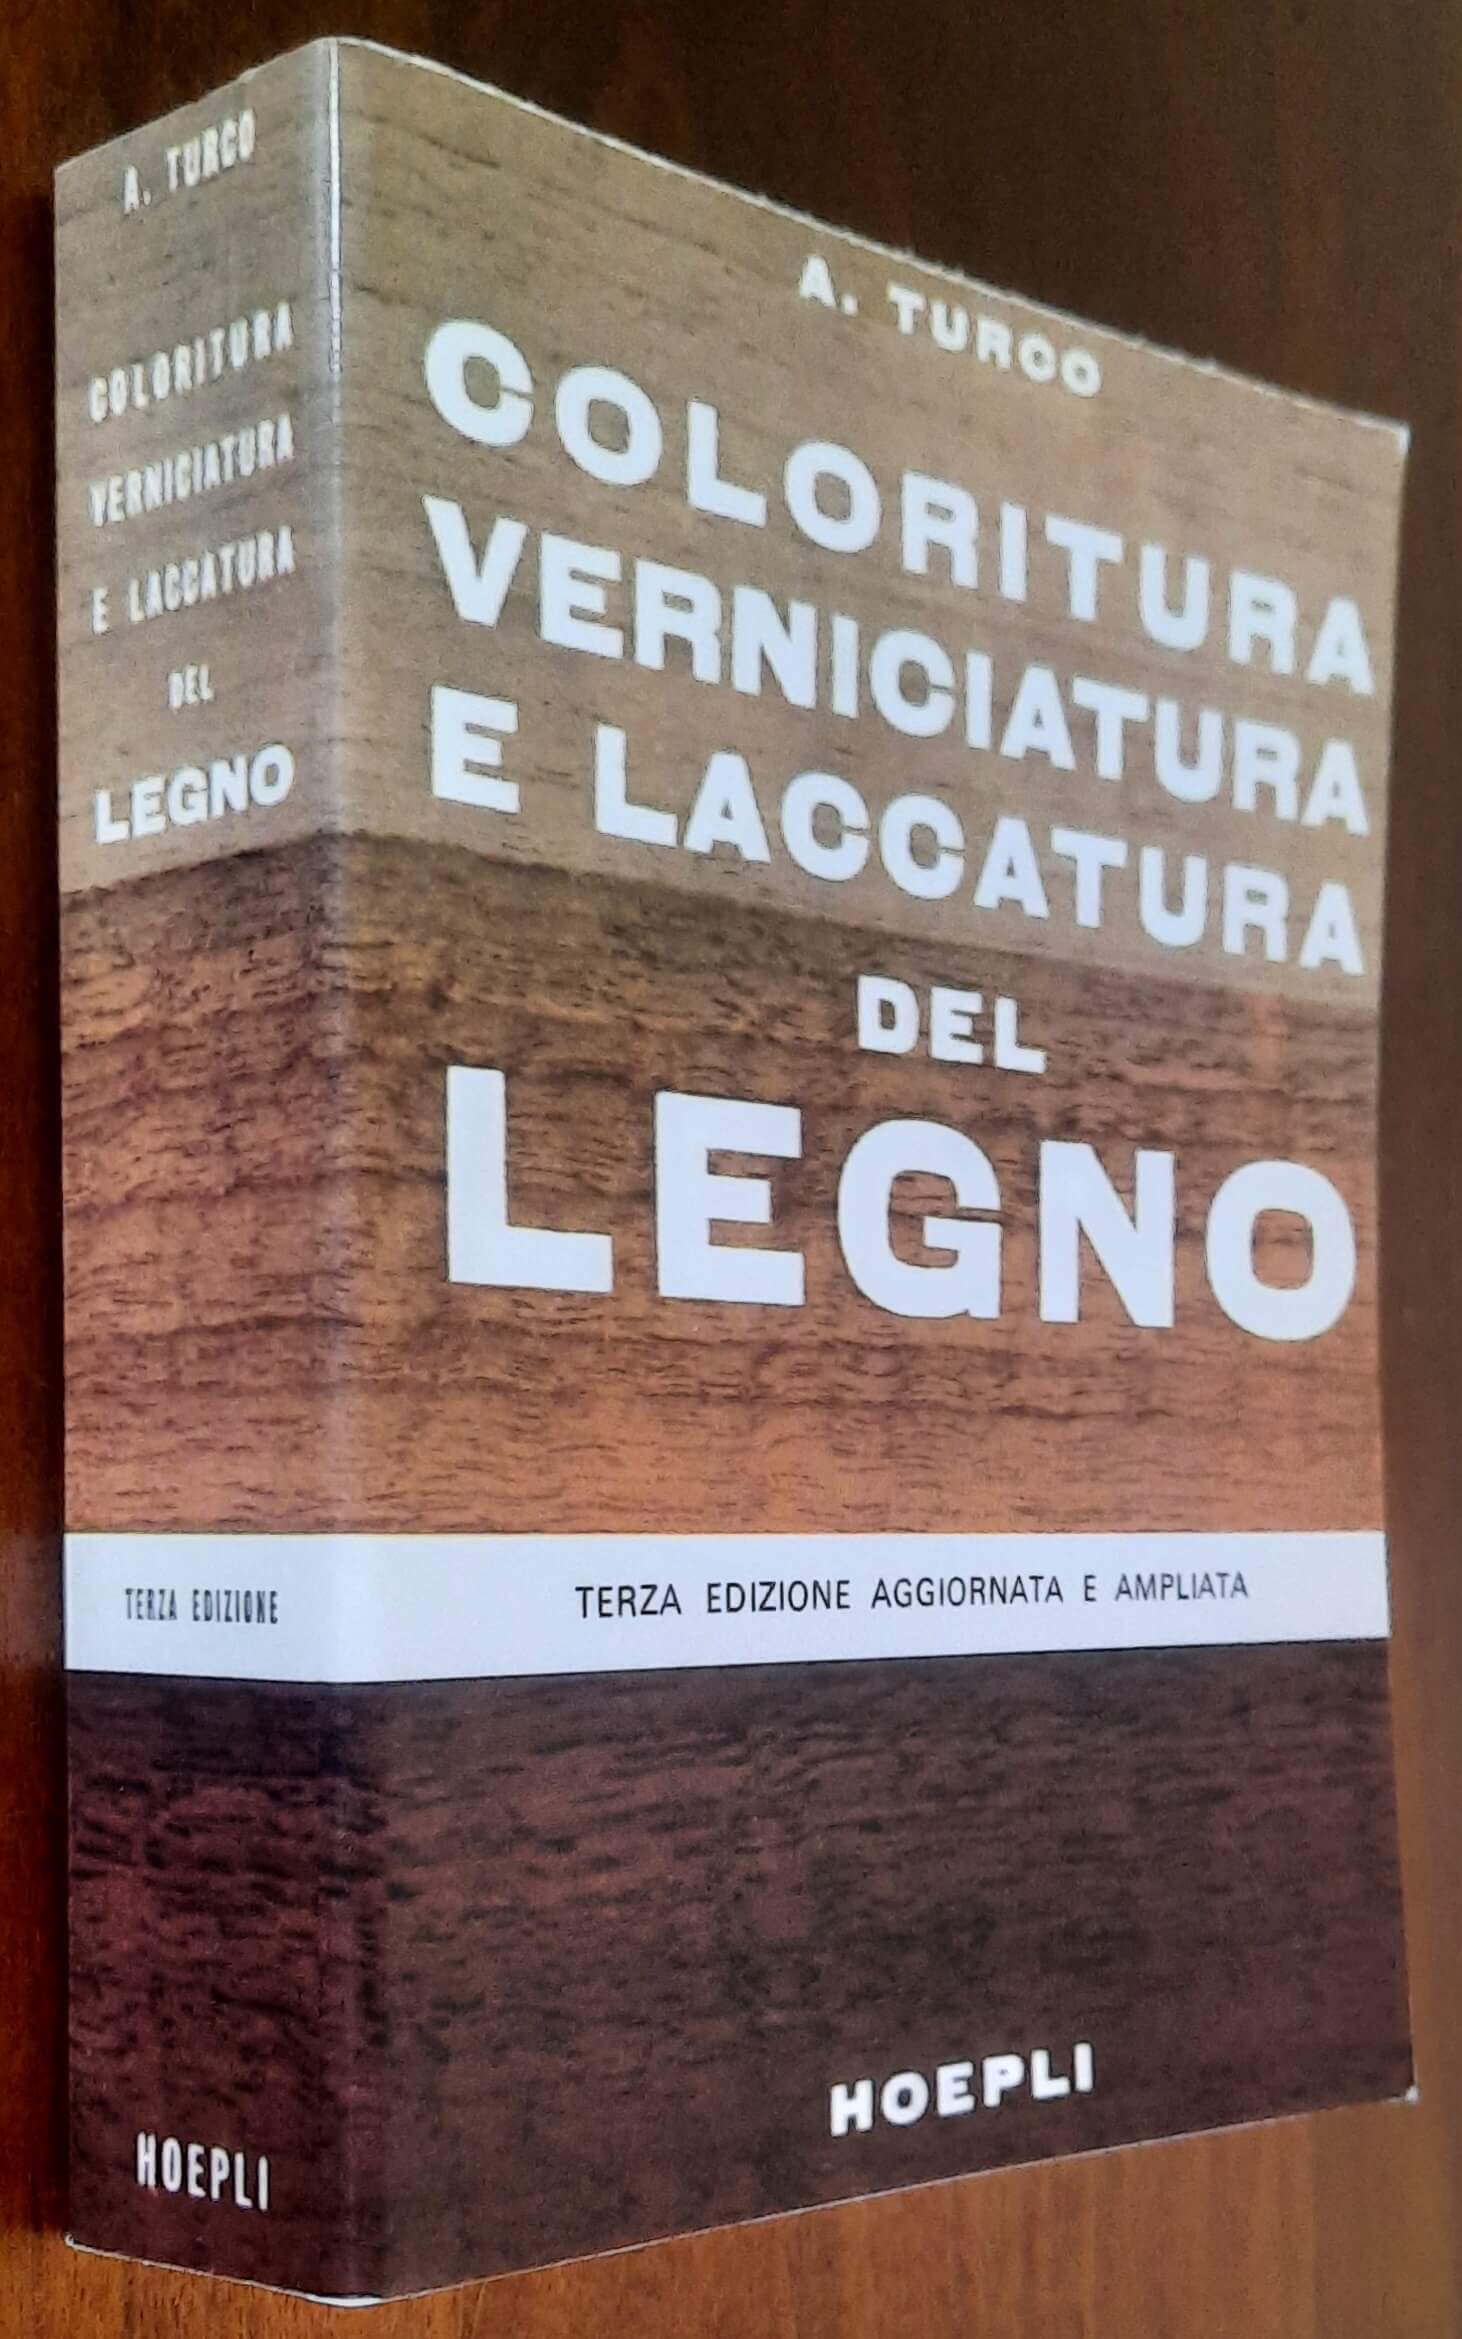 A. TURCO
COLORITURA
VERNICIATURA
E LACCATURA
DEL
LEGNO
TERZA EDIZIONE
HOEPLI
A. TURCO
COLORITURA
VERNICIATURA
E LACCATURA
DEL
LEGNO
TERZA EDIZIONE AGGIORNATA E AMPLIATA
HOEPLI